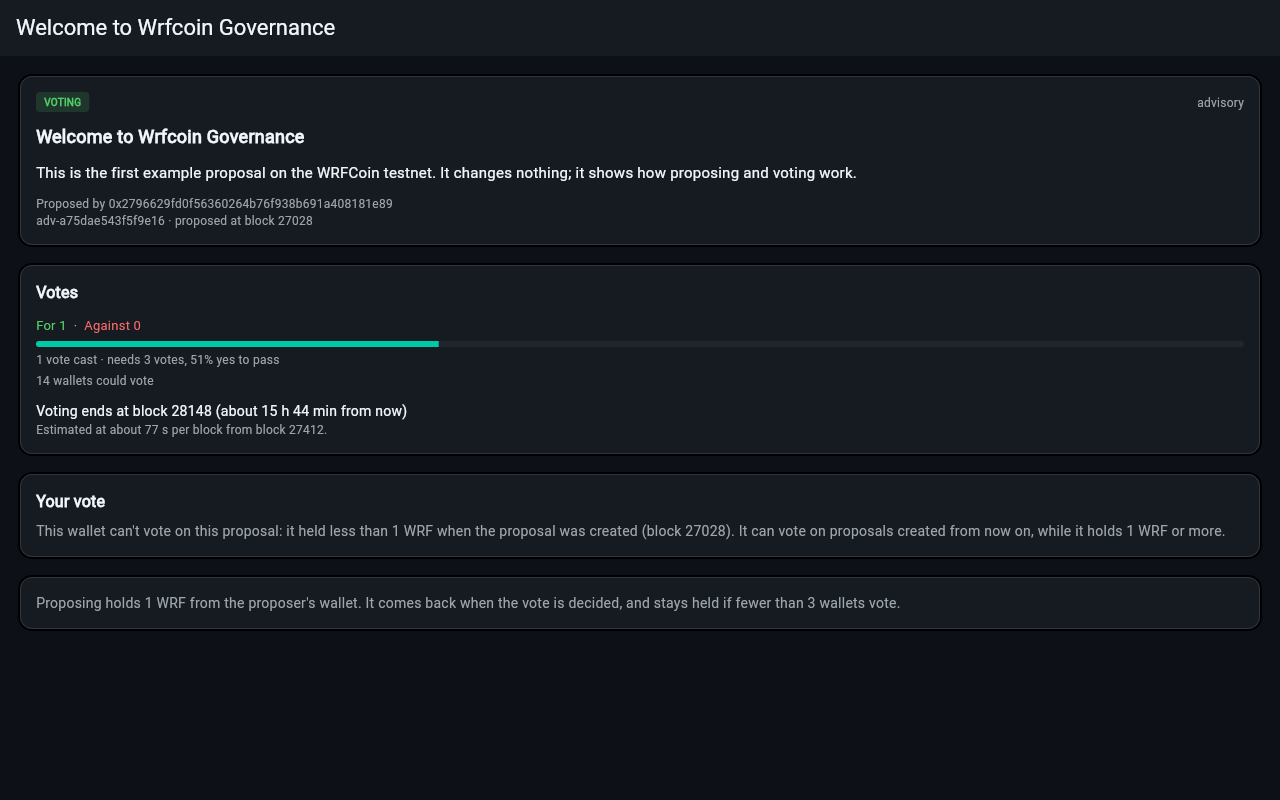 Welcome to Wrfcoin Governance
VOTING
advisory
Welcome to Wrfcoin Governance
This is the first example proposal on the WRFCoin testnet. It changes nothing; it shows how proposing and voting work.
Proposed by 0x2796629fd0f56360264b76f938b691a408181e89
adv-a75dae543f5f9e16 · proposed at block 27028
Votes
For 1 · Against 0
1 vote cast · needs 3 votes, 51% yes to pass
14 wallets could vote
Voting ends at block 28148 (about 15 h 44 min from now)
Estimated at about 77 s per block from block 27412.
Your vote
This wallet can't vote on this proposal: it held less than 1 WRF when the proposal was created (block 27028). It can vote on proposals created from now on, while it holds 1 WRF or more.
Proposing holds 1 WRF from the proposer's wallet. It comes back when the vote is decided, and stays held if fewer than 3 wallets vote.